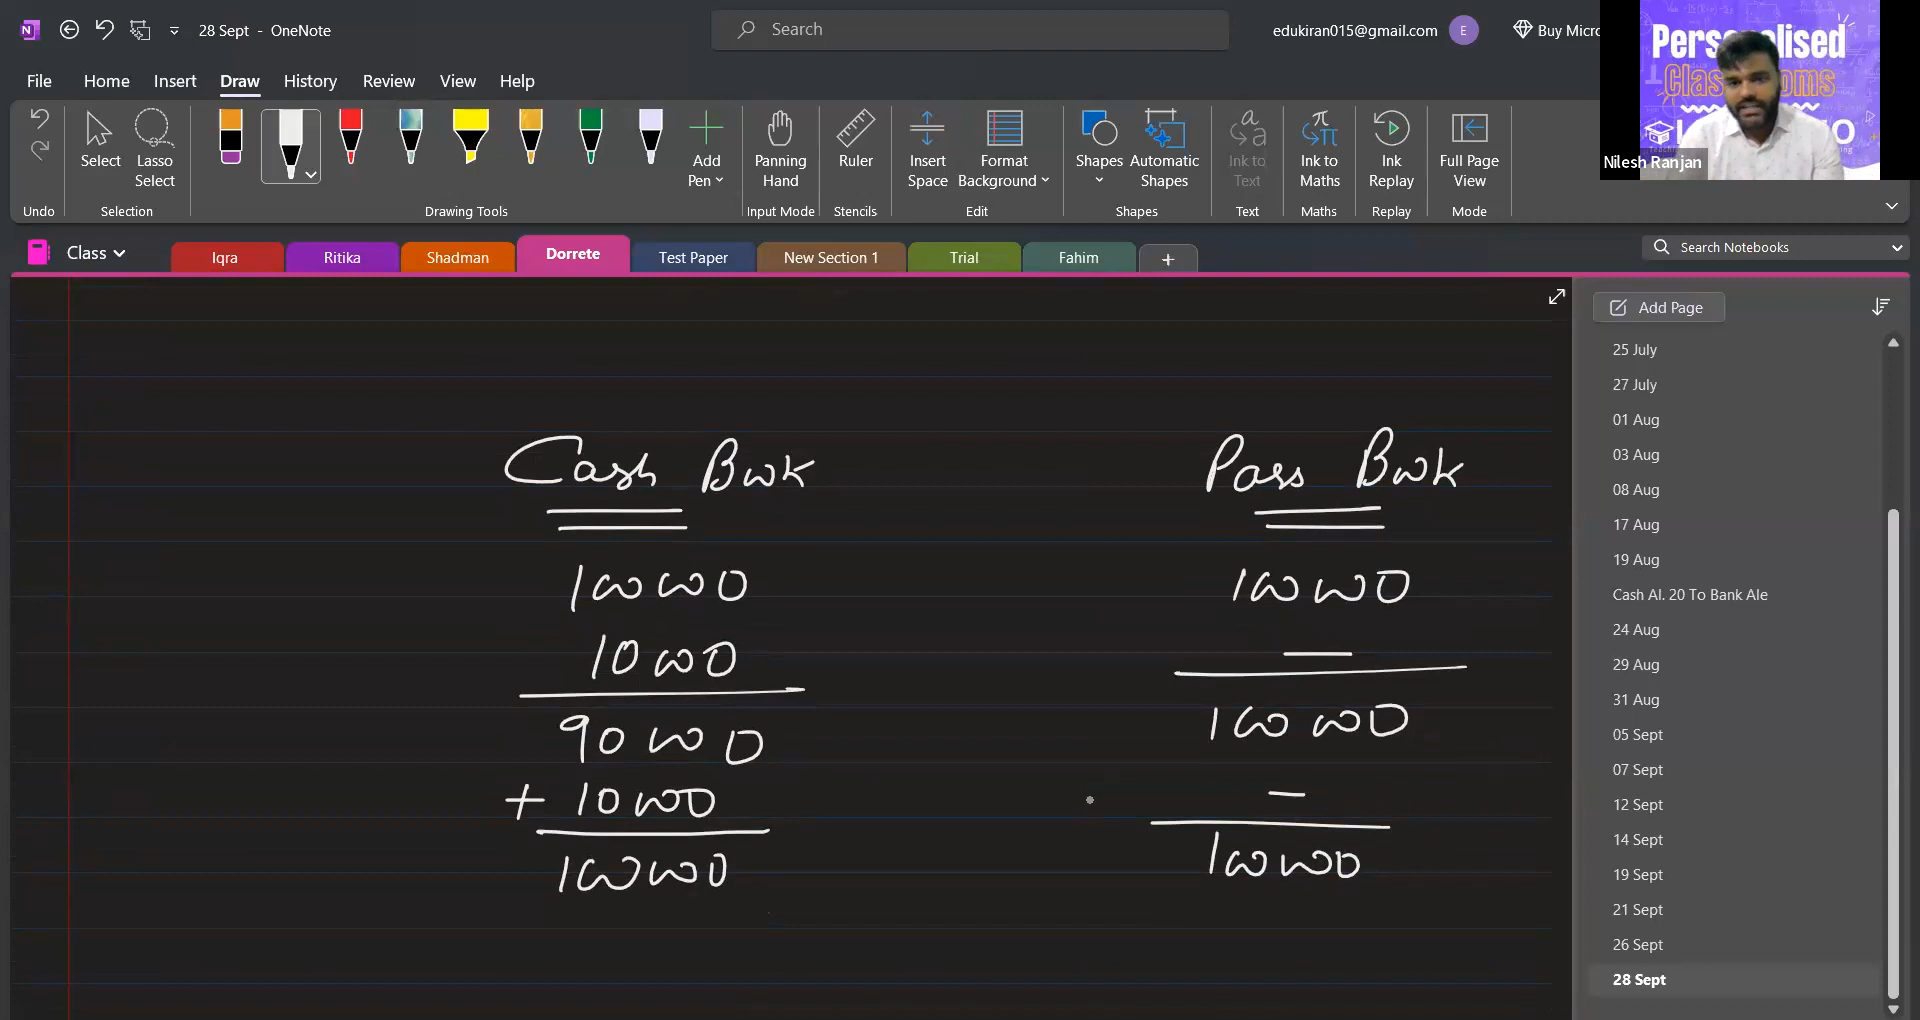 28 Sept - OneNote
Search
edukiran015@gmail.com
E
Buy Micro
File Home Insert Draw History Review View Help
Select
Lasso Select
Add Pen
Panning Hand
Ruler
Insert Space
Format Background
Shapes
Automatic Shapes
Ink to Text
Ink to Maths
Ink Replay
Full Page View
Undo
Selection
Drawing Tools
Input Mode
Stencils
Edit
Shapes
Text
Maths
Replay
Mode
Personalised
Classrooms
Nilesh Ranjan
Class
Iqra
Ritika
Shadman
Dorrete
Test Paper
New Section 1
Trial
Fahim
+
Search Notebooks
Add Page
25 July
27 July
01 Aug
03 Aug
08 Aug
17 Aug
19 Aug
Cash Al. 20 To Bank Ale
24 Aug
29 Aug
31 Aug
05 Sept
07 Sept
12 Sept
14 Sept
19 Sept
21 Sept
26 Sept
28 Sept
Cash Book
100000
10000
90000
+ 10000
100000
Pass Book
100000
—
100000
—
100000